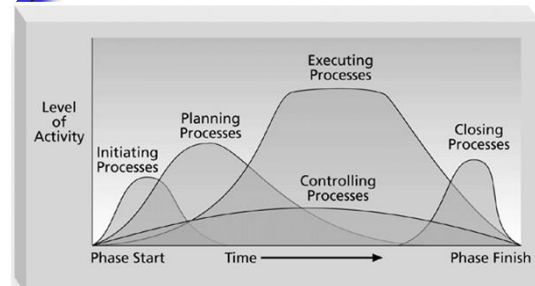 Executing
Processes
Level
of
Activity
Planning
Processes
Closing
Processes
Initiating
Processes
Controlling
Processes
Phase Start
Time
Phase Finish